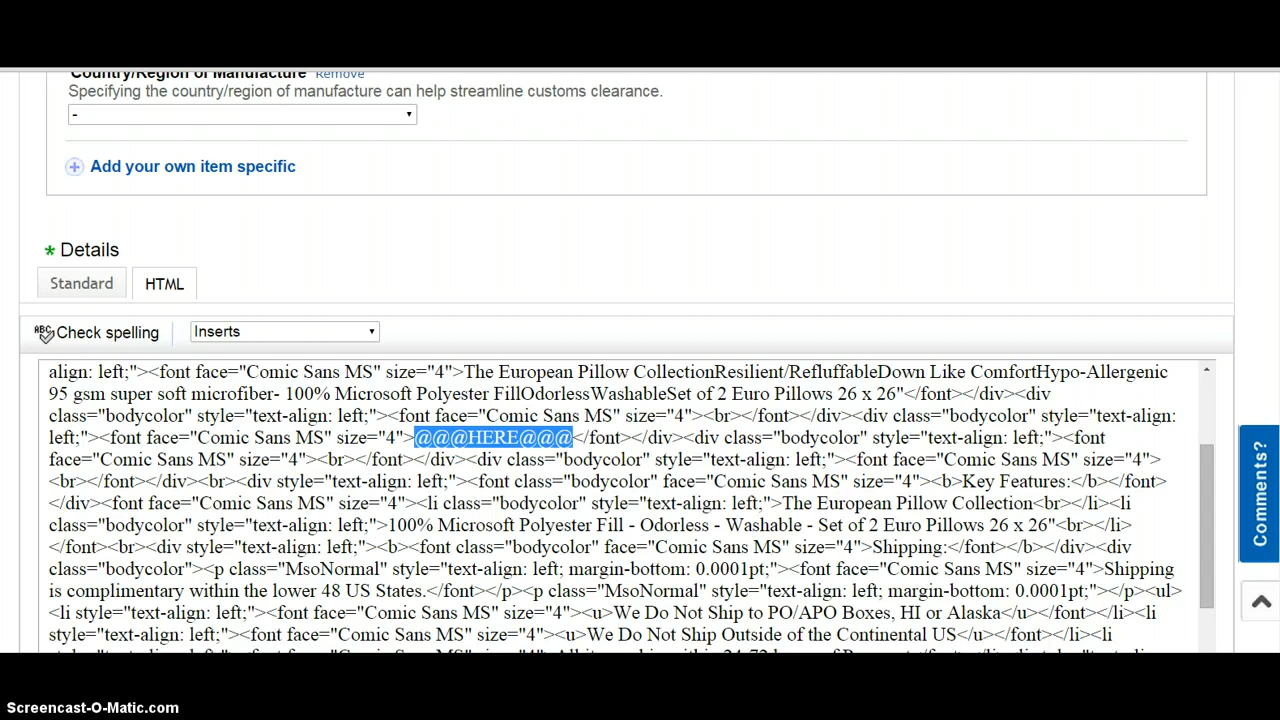 Country/Region of Manufacture Remove
Specifying the country/region of manufacture can help streamline customs clearance.
-
Add your own item specific
* Details
Standard HTML
ABC Check spelling Inserts
align: left;"><font face="Comic Sans MS" size="4">The European Pillow CollectionResilient/RefluffableDown Like ComfortHypo-Allergenic
95 gsm super soft microfiber- 100% Microsoft Polyester FillOdorlessWashableSet of 2 Euro Pillows 26 x 26"</font></div><div
class="bodycolor" style="text-align: left;"><font face="Comic Sans MS" size="4"><br></font></div><div class="bodycolor" style="text-align:
left;"><font face="Comic Sans MS" size="4">@@@HERE@@@</font></div><div class="bodycolor" style="text-align: left;"><font
face="Comic Sans MS" size="4"><br></font></div><div class="bodycolor" style="text-align: left;"><font face="Comic Sans MS" size="4">
<br></font></div><br><div style="text-align: left;"><font class="bodycolor" face="Comic Sans MS" size="4"><b>Key Features:</b></font>
</div><font face="Comic Sans MS" size="4"><li class="bodycolor" style="text-align: left;">The European Pillow Collection<br></li><li
class="bodycolor" style="text-align: left;">100% Microsoft Polyester Fill - Odorless - Washable - Set of 2 Euro Pillows 26 x 26"<br></li>
</font><br><div style="text-align: left;"><b><font class="bodycolor" face="Comic Sans MS" size="4">Shipping:</font></b></div><div
class="bodycolor"><p class="MsoNormal" style="text-align: left; margin-bottom: 0.0001pt;"><font face="Comic Sans MS" size="4">Shipping
is complimentary within the lower 48 US States.</font></p><p class="MsoNormal" style="text-align: left; margin-bottom: 0.0001pt;"></p><ul>
<li style="text-align: left;"><font face="Comic Sans MS" size="4"><u>We Do Not Ship to PO/APO Boxes, HI or Alaska</u></font></li><li
style="text-align: left;"><font face="Comic Sans MS" size="4"><u>We Do Not Ship Outside of the Continental US</u></font></li><li
Comments?
Screencast-O-Matic.com